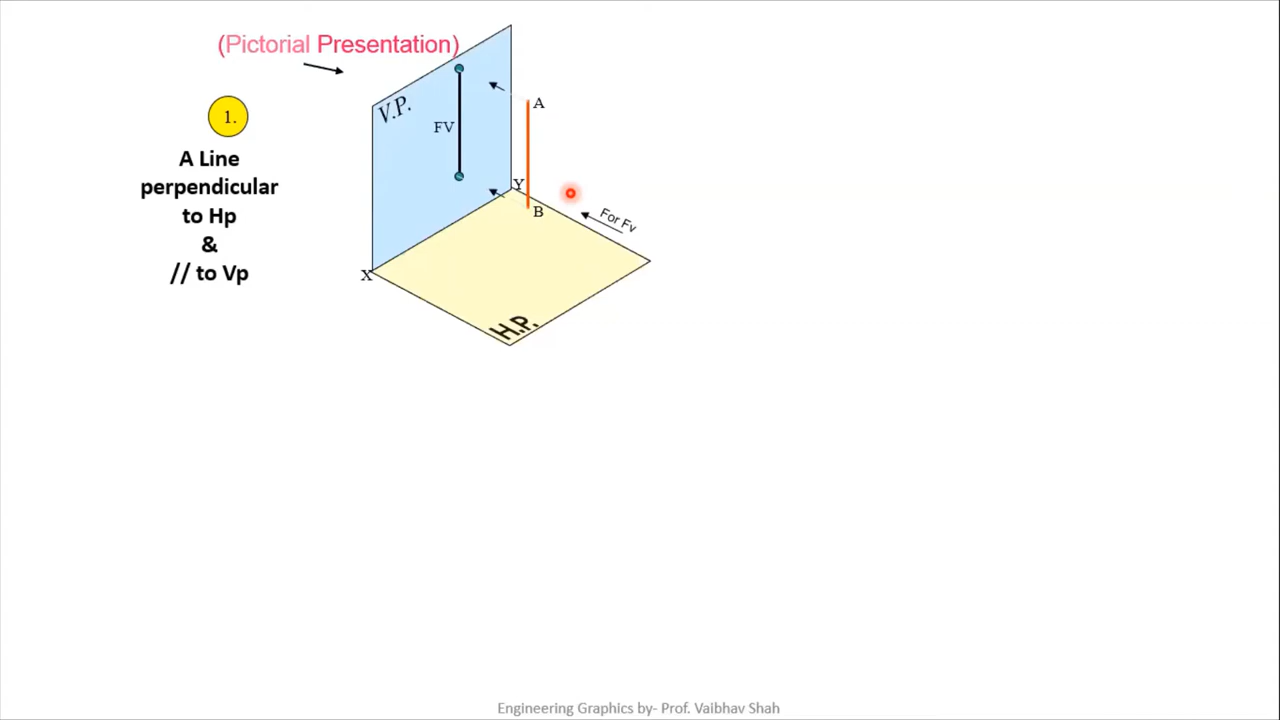 (Pictorial Presentation)
1.
A Line
perpendicular
to Hp
&
// to Vp
V.P.
FV
A
Y
B
For Fv
X
H.P.
Engineering Graphics by- Prof. Vaibhav Shah